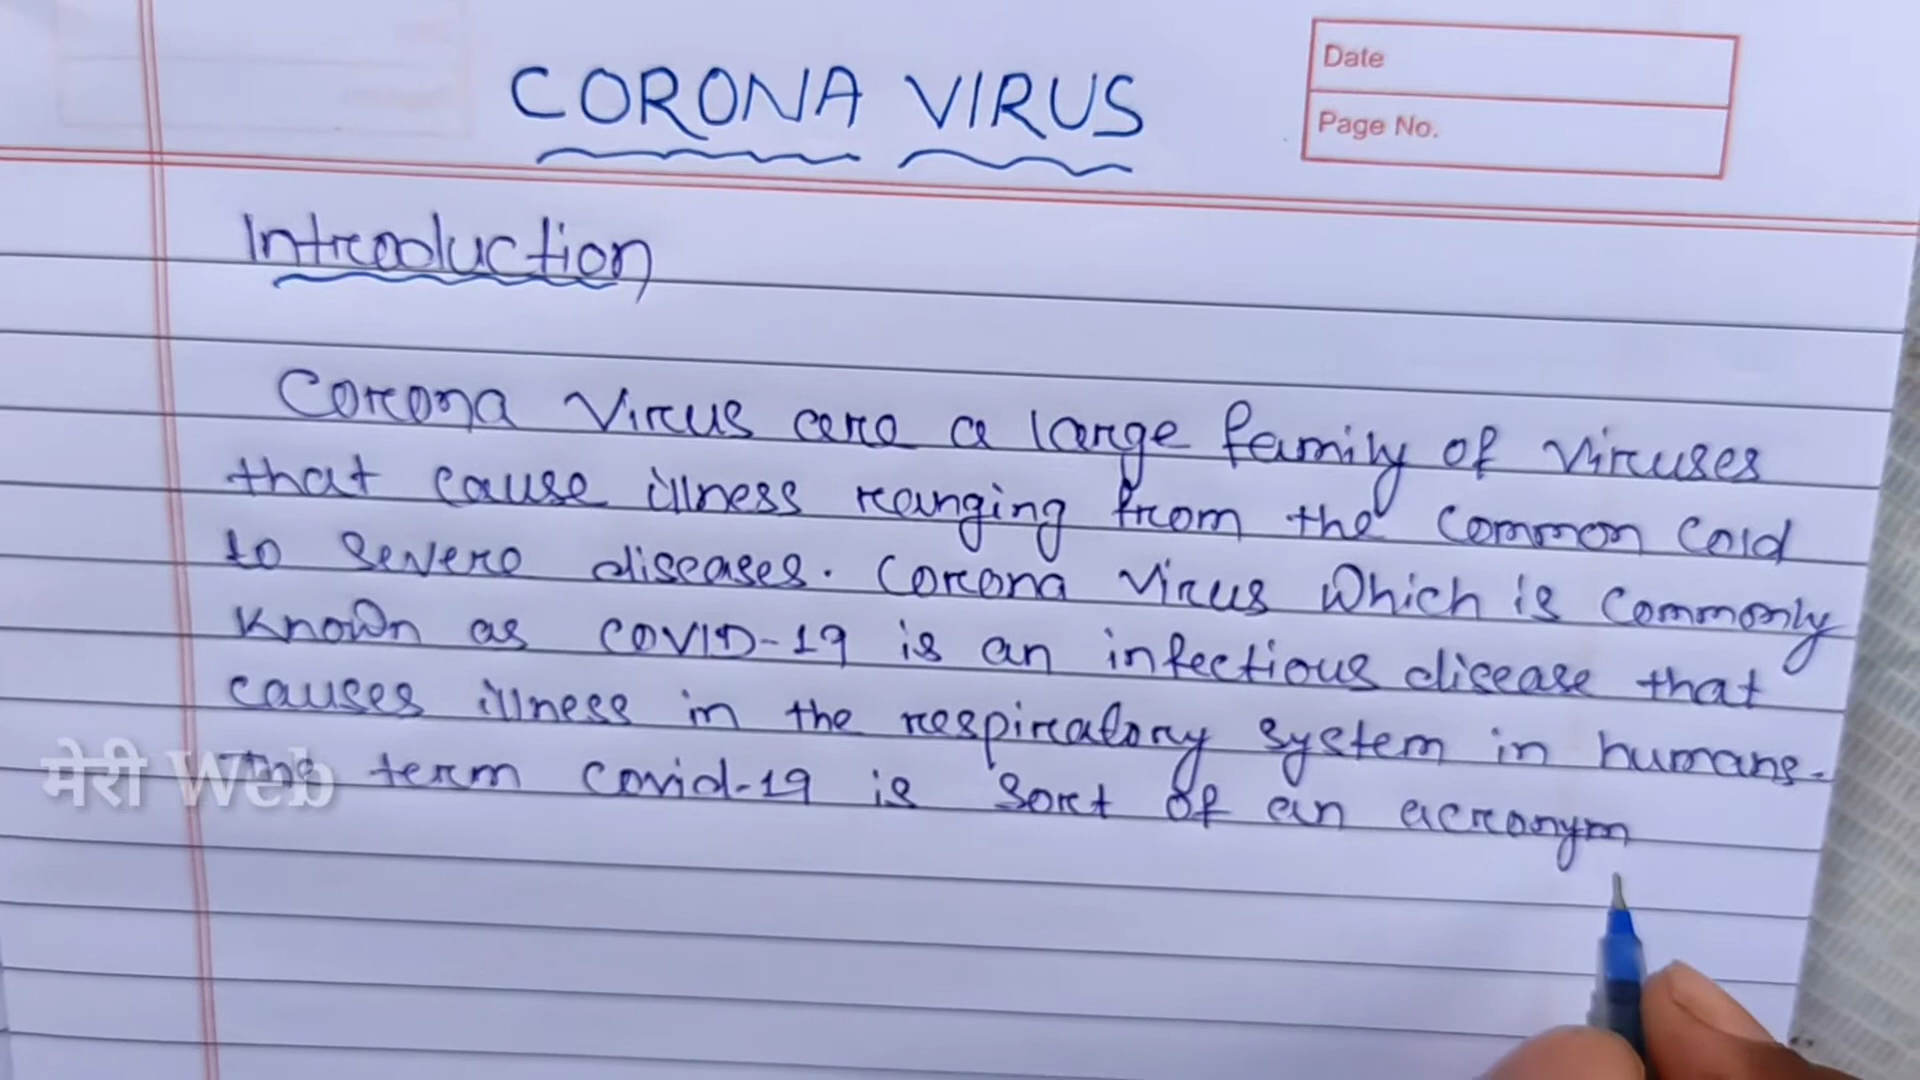 CORONA VIRUS
Date
Page No.
Introduction
Corona Virus are a large family of viruses
that cause illness ranging from the common cold
to severe diseases. Corona virus which is commonly
known as COVID-19 is an infectious disease that
causes illness in the respiratory system in humans.
The term covid-19 is sort of an acronym
मेरी Web